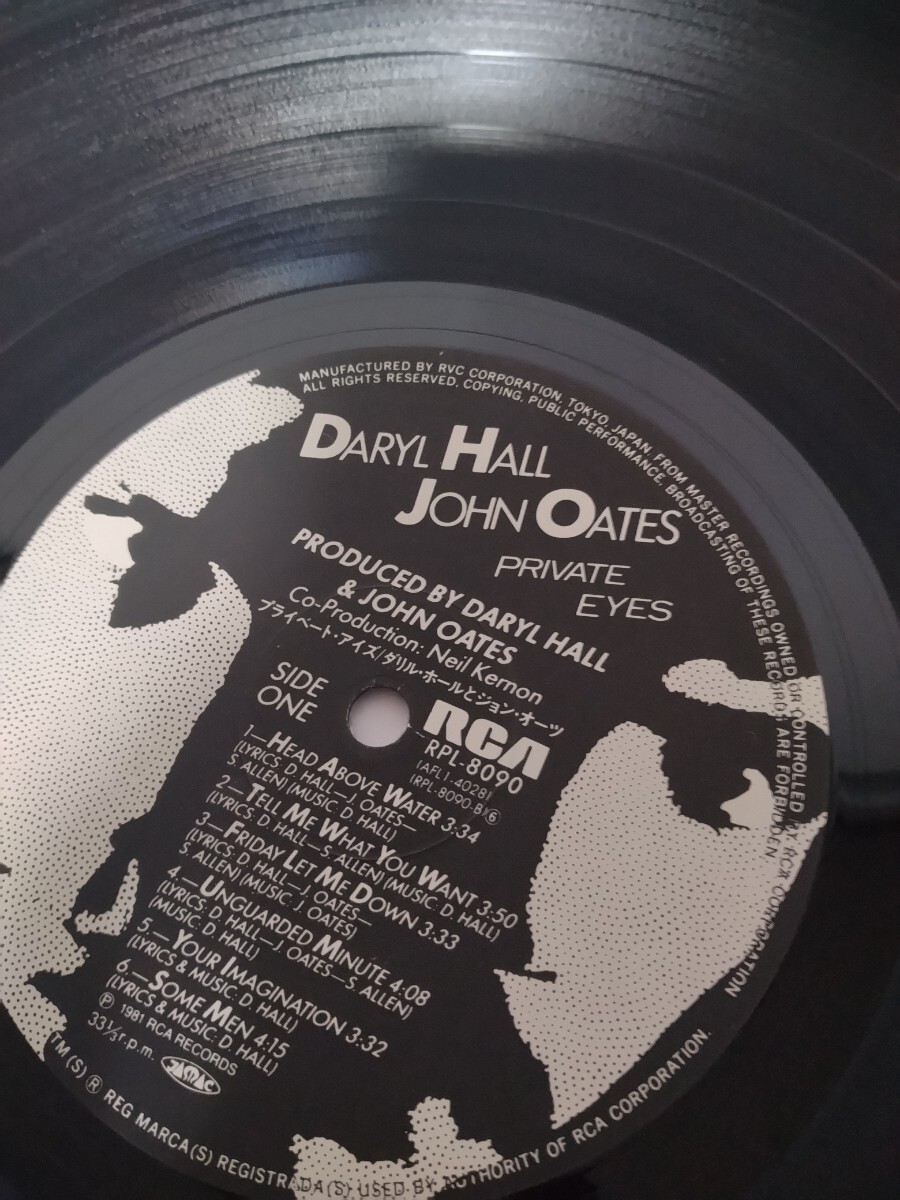 MANUFACTURED BY RVC CORPORATION, TOKYO, JAPAN, FROM MASTER RECORDINGS OWNED OR CONTROLLED BY RCA CORPORATION
ALL RIGHTS RESERVED, COPYING, PUBLIC PERFORMANCE, BROADCASTING OF THESE RECORDS ARE FORBIDDEN
DARYL HALL
JOHN OATES
PRIVATE
EYES
PRODUCED BY DARYL HALL
& JOHN OATES
Co-Production: Neil Kernon
プライベート・アイズ/ダリル・ホールとジョン・オーツ
SIDE
ONE
RCA
RPL-8090
(AFL1-4028)
(RPL-8090-B)⑥
1—HEAD ABOVE WATER 3:34
(LYRICS: D. HALL—J. OATES—
S. ALLEN) (MUSIC: D. HALL)
2—TELL ME WHAT YOU WANT 3:50
(LYRICS: D. HALL—S. ALLEN) (MUSIC: D. HALL)
3—FRIDAY LET ME DOWN 3:33
(LYRICS: D. HALL—J. OATES—
S. ALLEN) (MUSIC: J. OATES)
4—UNGUARDED MINUTE 4:08
(LYRICS: D. HALL—J. OATES—S. ALLEN)
(MUSIC: D. HALL)
5—YOUR IMAGINATION 3:32
(LYRICS & MUSIC: D. HALL)
6—SOME MEN 4:15
(LYRICS & MUSIC: D. HALL)
Ⓟ 1981 RCA RECORDS
33⅓ r.p.m.
JASRAC
TM(S) ® REG MARCA(S) REGISTRADA(S) USED BY AUTHORITY OF RCA CORPORATION.